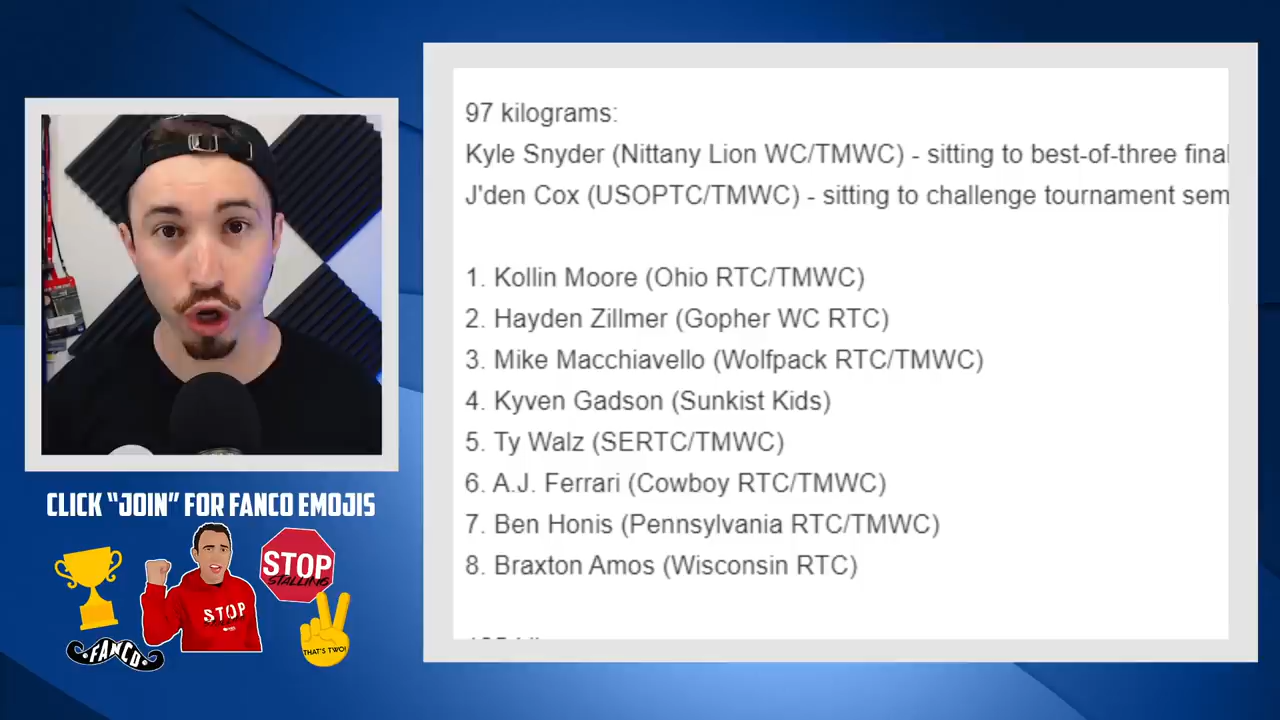 97 kilograms:
Kyle Snyder (Nittany Lion WC/TMWC) - sitting to best-of-three final
J'den Cox (USOPTC/TMWC) - sitting to challenge tournament sem
1. Kollin Moore (Ohio RTC/TMWC)
2. Hayden Zillmer (Gopher WC RTC)
3. Mike Macchiavello (Wolfpack RTC/TMWC)
4. Kyven Gadson (Sunkist Kids)
5. Ty Walz (SERTC/TMWC)
6. A.J. Ferrari (Cowboy RTC/TMWC)
7. Ben Honis (Pennsylvania RTC/TMWC)
8. Braxton Amos (Wisconsin RTC)
CLICK “JOIN” FOR FANCO EMOJIS
STOP
STALLING
STOP
THAT'S TWO!
FANCO